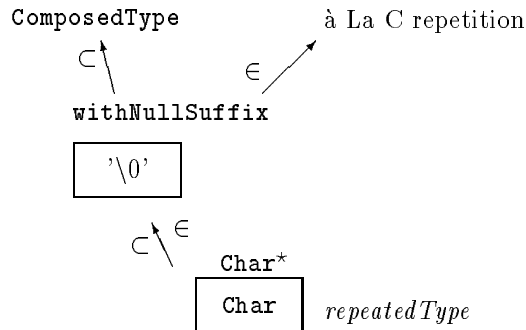 ComposedType à La C repetition
⊂ ∈
withNullSuffix
'\0'
⊂ ∈
Char*
Char repeatedType